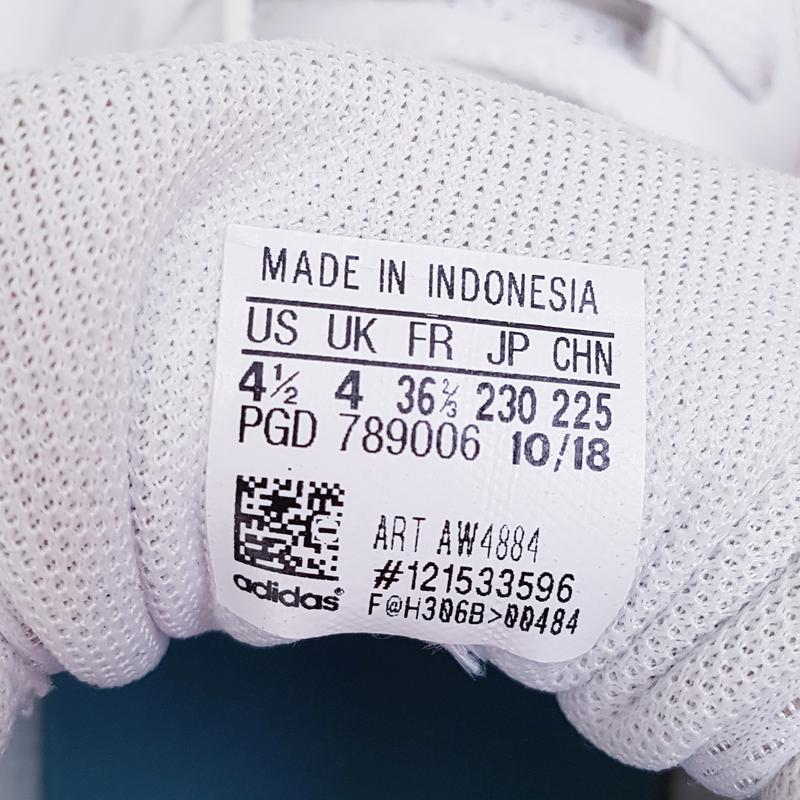 MADE IN INDONESIA
US UK FR JP CHN
4½ 4 36⅔ 230 225
PGD 789006 10/18
ART AW4884
#121533596
adidas®
F@H306B>00484